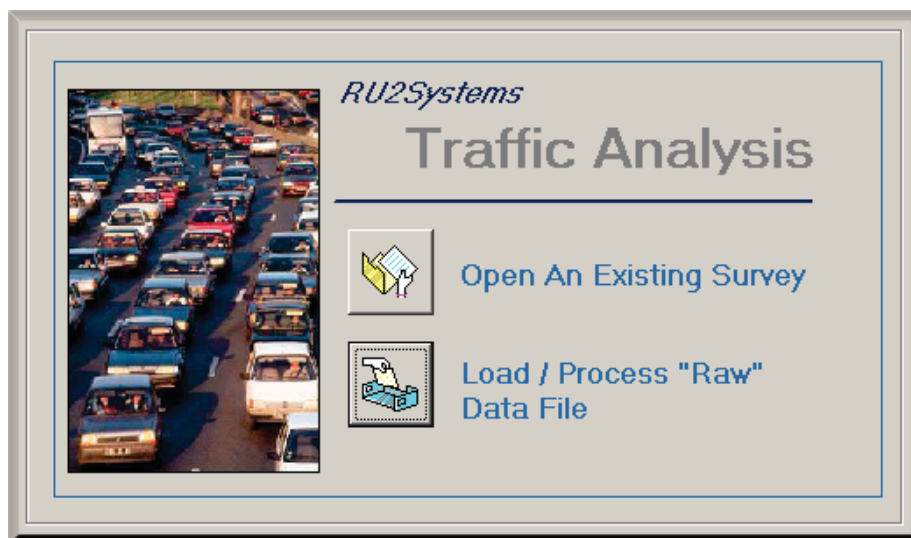 RU2Systems
Traffic Analysis
Open An Existing Survey
Load / Process "Raw"
Data File